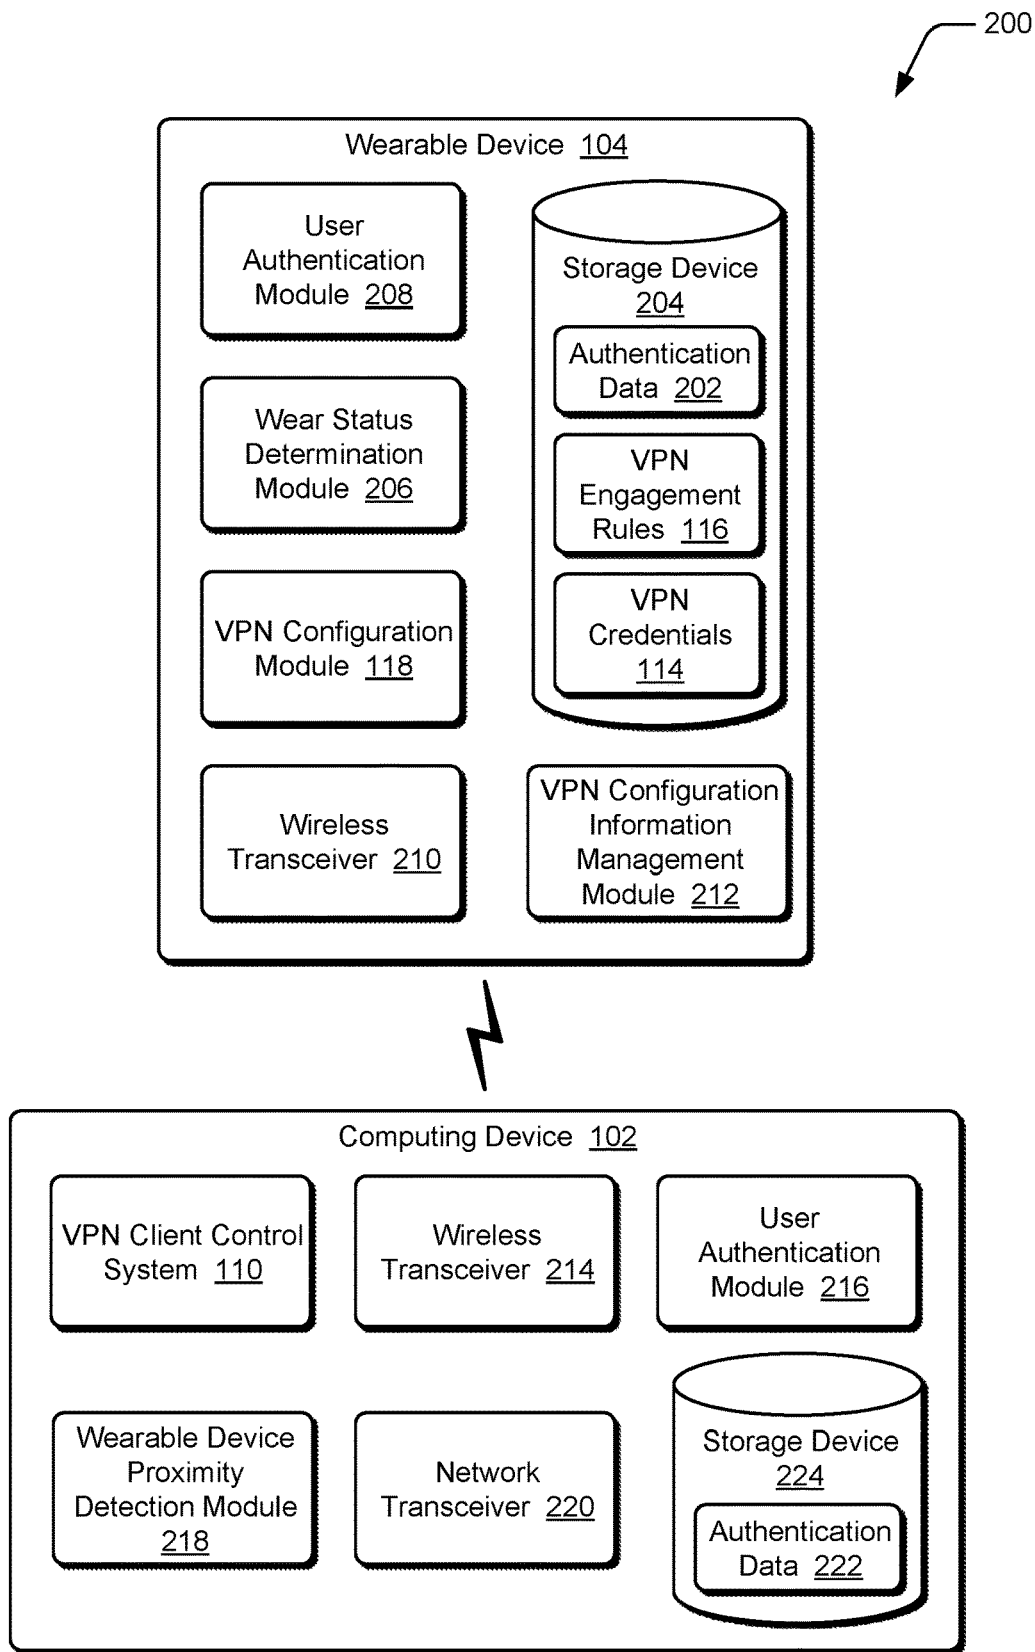 200
Wearable Device 104
User
Authentication
Module 208
Wear Status
Determination
Module 206
VPN Configuration
Module 118
Wireless
Transceiver 210
Storage Device
204
Authentication
Data 202
VPN
Engagement
Rules 116
VPN
Credentials
114
VPN Configuration
Information
Management
Module 212
Computing Device 102
VPN Client Control
System 110
Wireless
Transceiver 214
User
Authentication
Module 216
Wearable Device
Proximity
Detection Module
218
Network
Transceiver 220
Storage Device
224
Authentication
Data 222